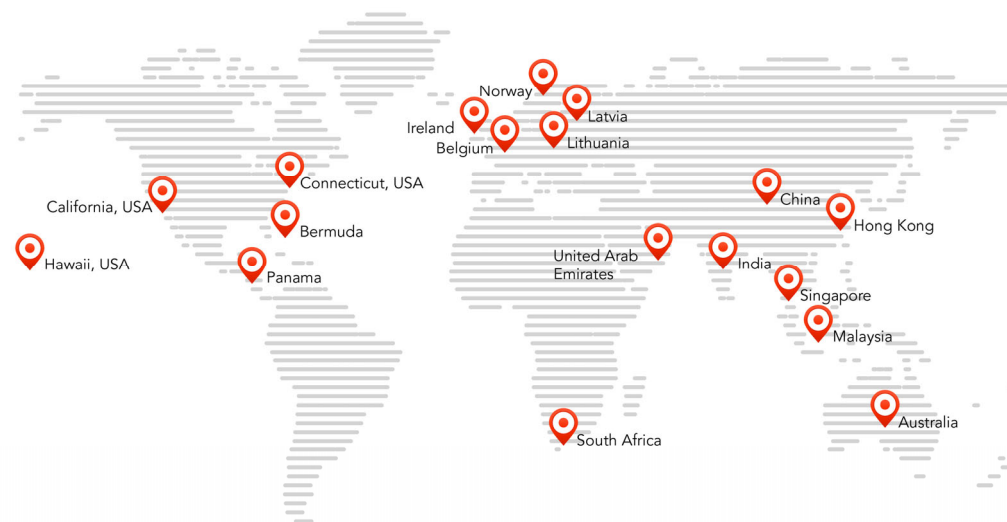 Norway
Latvia
Ireland
Belgium
Lithuania
Connecticut, USA
China
California, USA
Hong Kong
Bermuda
United Arab
Emirates
Hawaii, USA
India
Panama
Singapore
Malaysia
Australia
South Africa